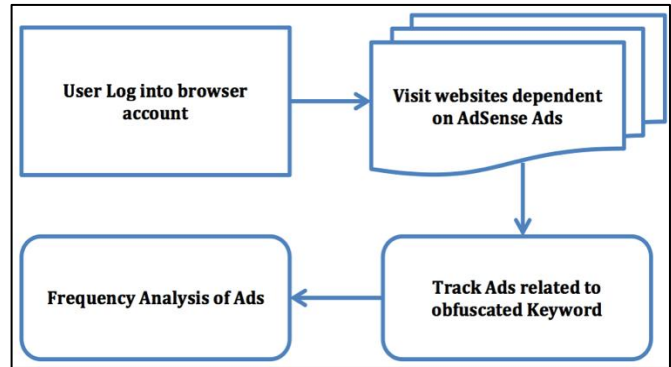 User Log into browser
account
Visit websites dependent
on AdSense Ads
Track Ads related to
obfuscated Keyword
Frequency Analysis of Ads